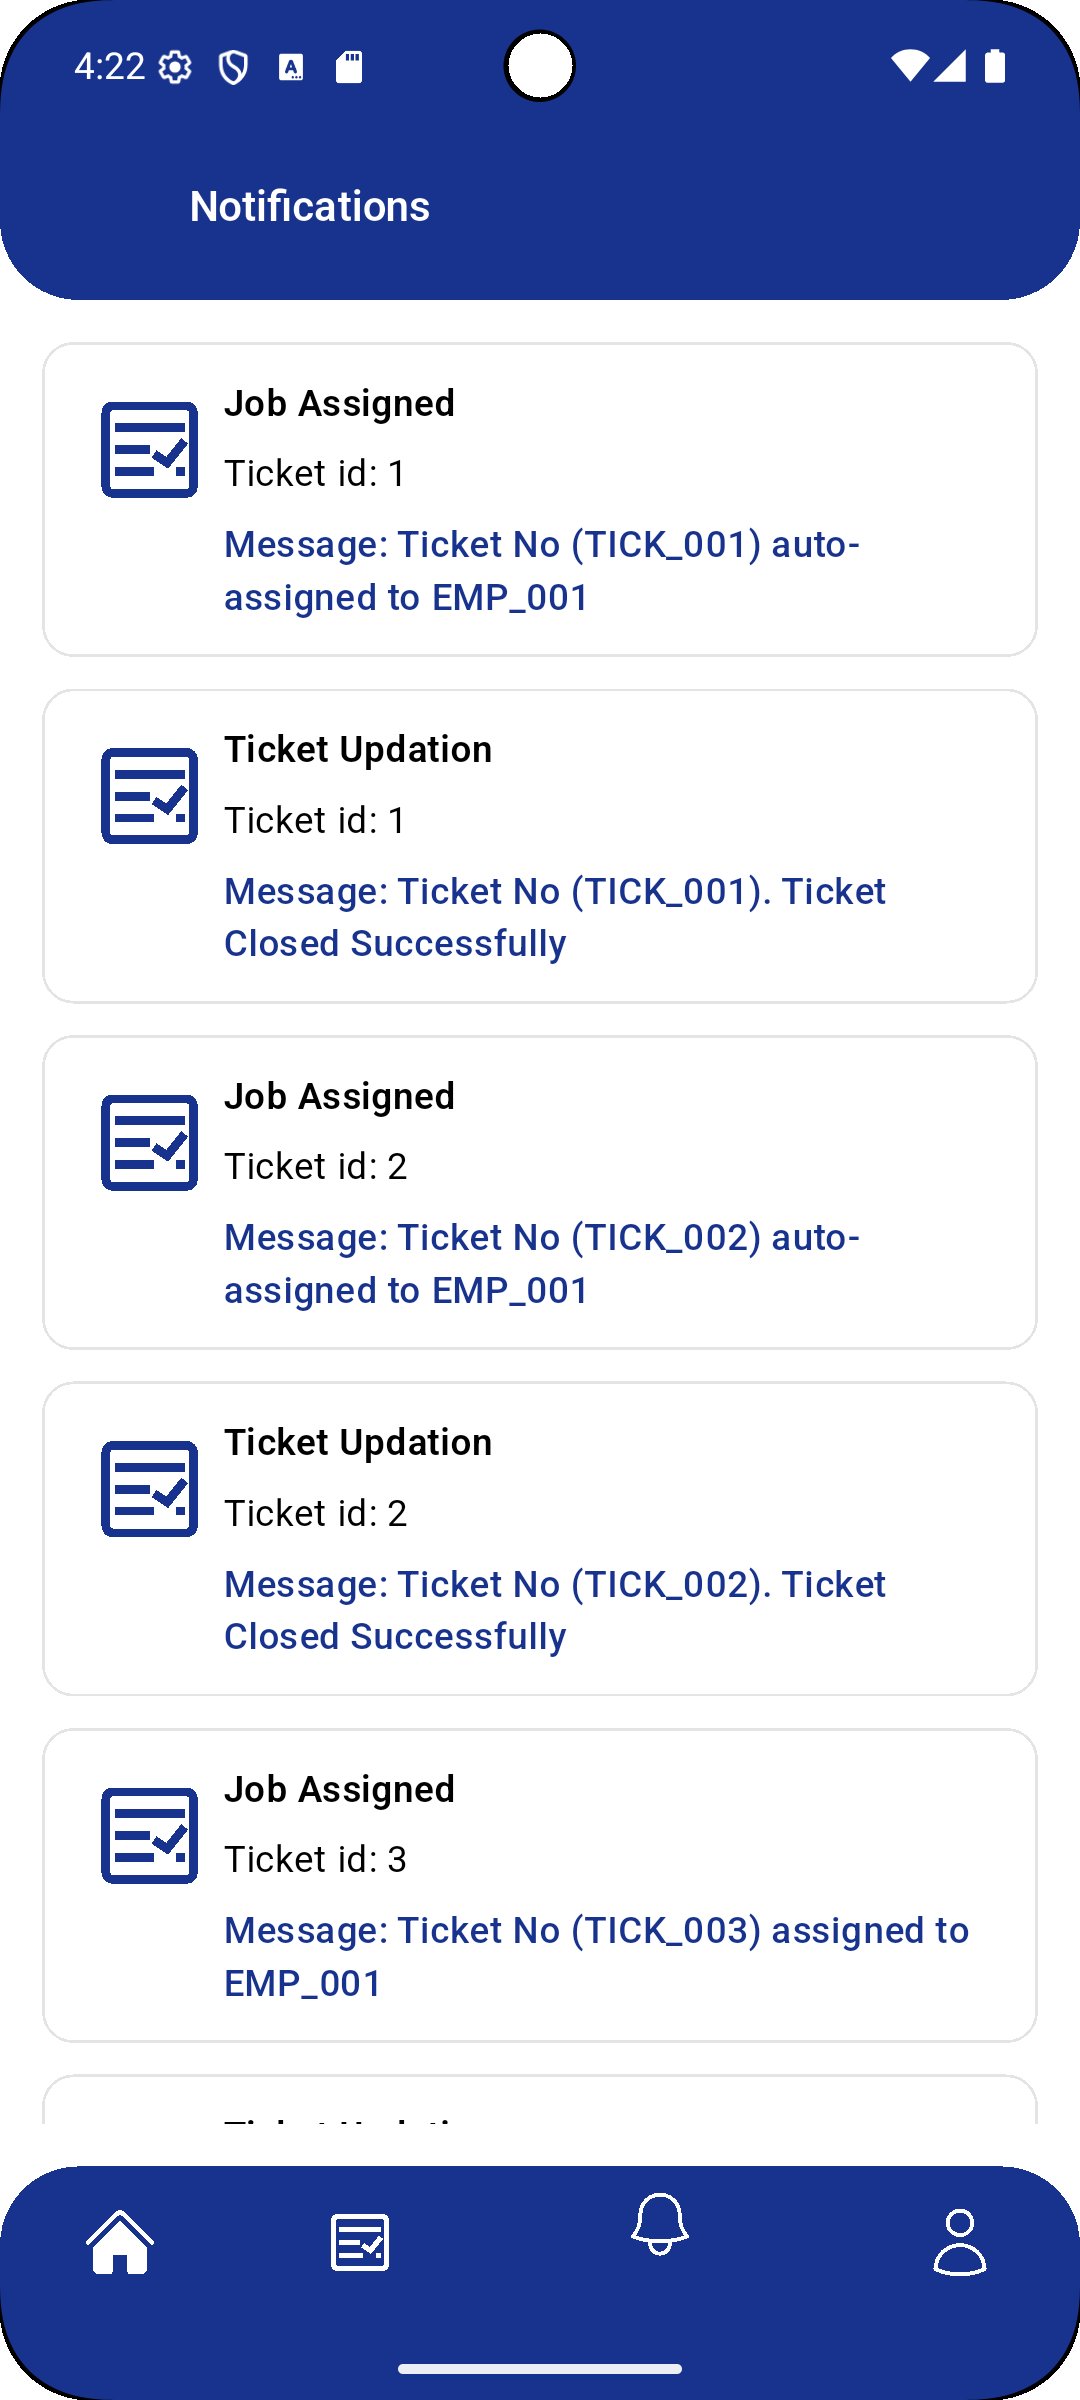 4:22
Notifications
Job Assigned
Ticket id: 1
Message: Ticket No (TICK_001) auto-
assigned to EMP_001
Ticket Updation
Ticket id: 1
Message: Ticket No (TICK_001). Ticket
Closed Successfully
Job Assigned
Ticket id: 2
Message: Ticket No (TICK_002) auto-
assigned to EMP_001
Ticket Updation
Ticket id: 2
Message: Ticket No (TICK_002). Ticket
Closed Successfully
Job Assigned
Ticket id: 3
Message: Ticket No (TICK_003) assigned to
EMP_001